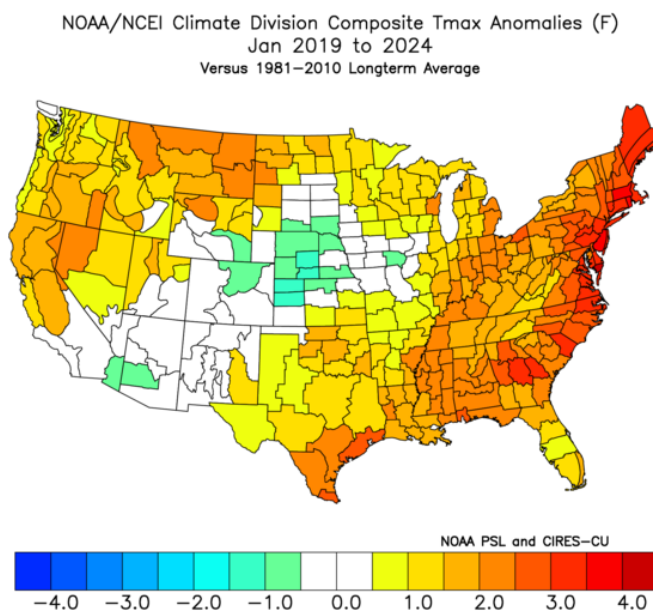 NOAA/NCEI Climate Division Composite Tmax Anomalies (F)
Jan 2019 to 2024
Versus 1981−2010 Longterm Average
NOAA PSL and CIRES−CU
−4.0 −3.0 −2.0 −1.0 0.0 1.0 2.0 3.0 4.0